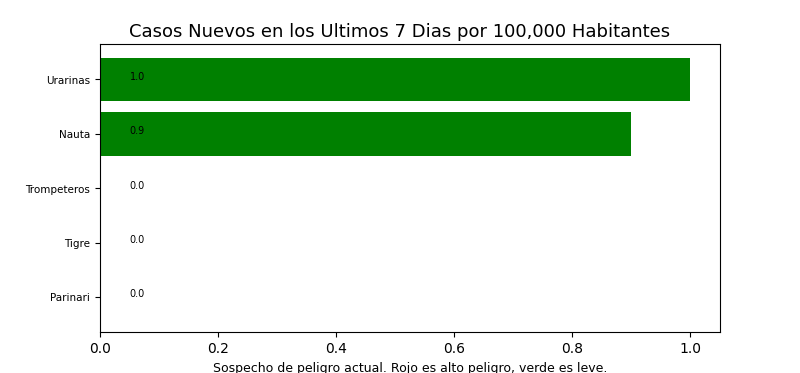 Casos Nuevos en los Ultimos 7 Dias por 100,000 Habitantes
Urarinas 1.0
Nauta 0.9
Trompeteros 0.0
Tigre 0.0
Parinari 0.0
0.0 0.2 0.4 0.6 0.8 1.0
Sospecho de peligro actual. Rojo es alto peligro, verde es leve.